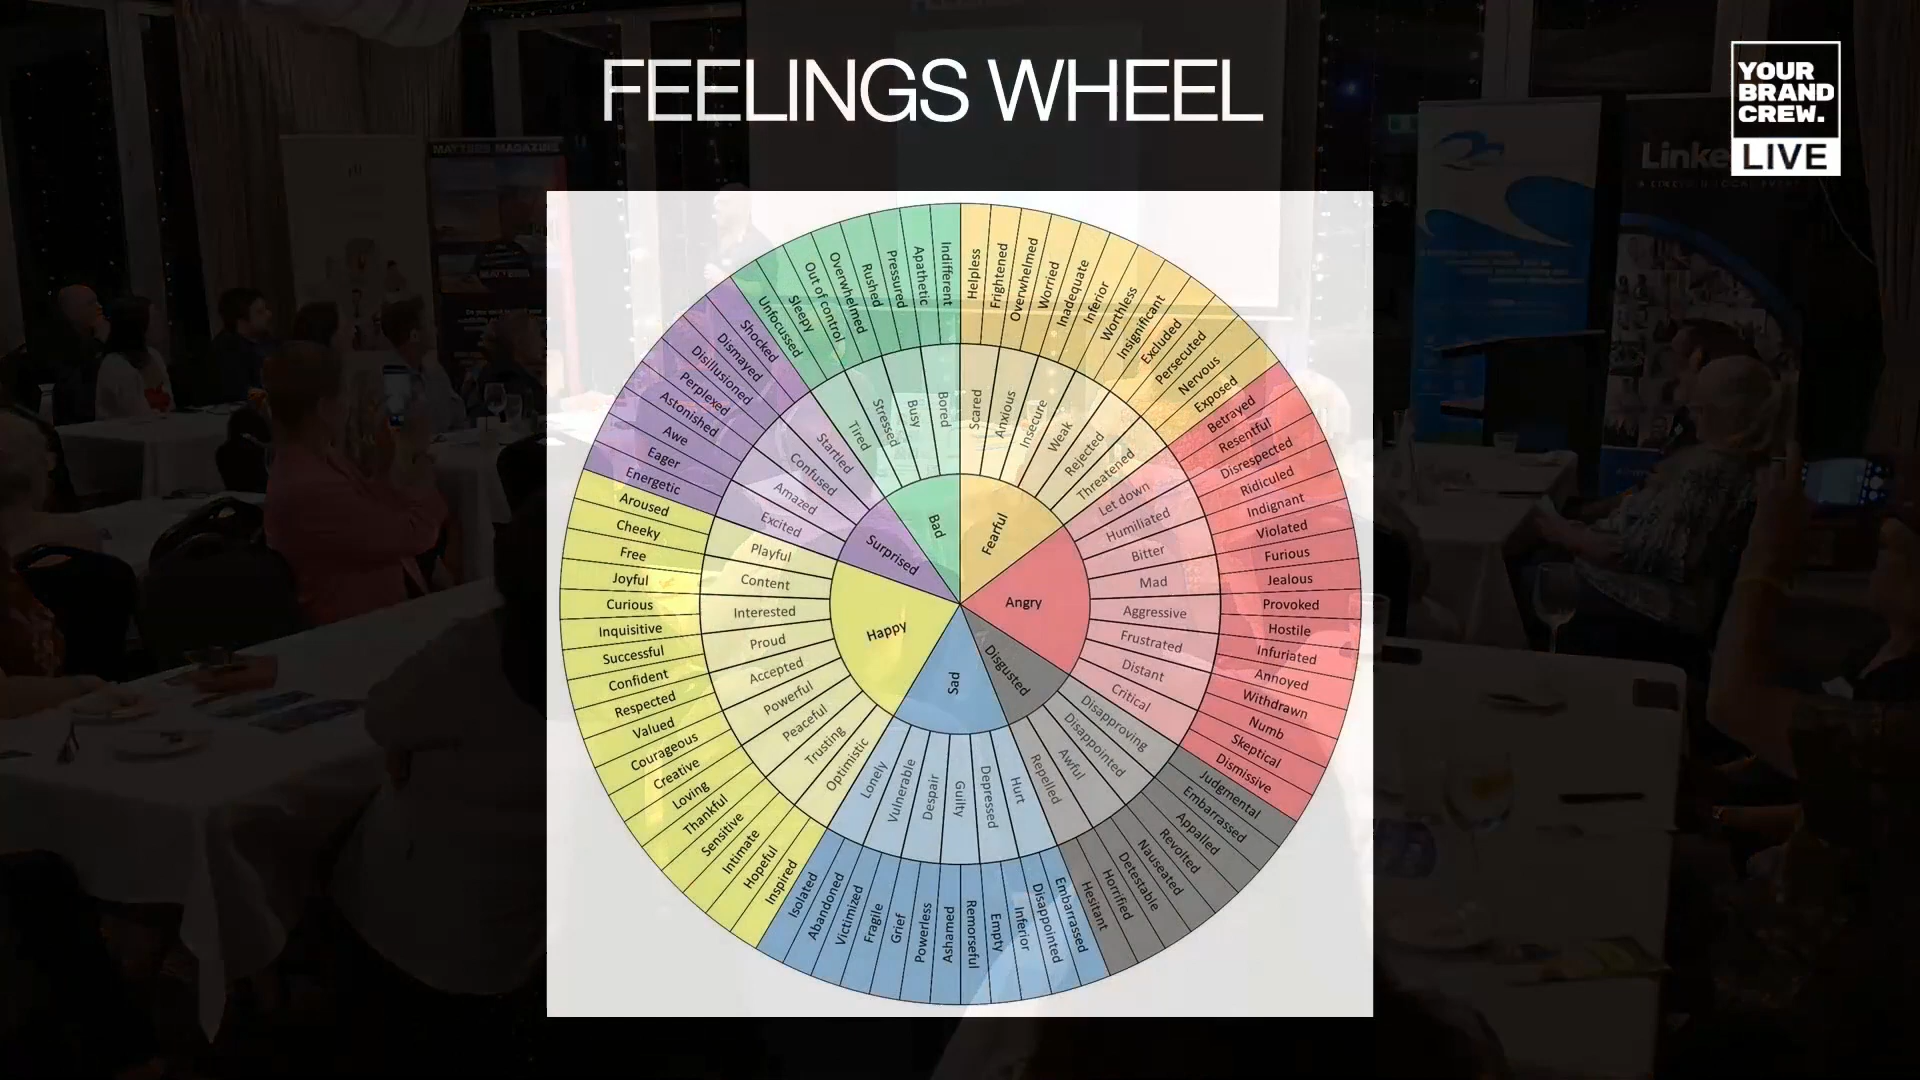 FEELINGS WHEEL
YOUR
BRAND
CREW.
LIVE
MATTERS MAGAZINE
MATTERS
Linke
Bad
Fearful
Angry
Disgusted
Sad
Happy
Surprised
Tired
Stressed
Busy
Bored
Scared
Anxious
Insecure
Weak
Rejected
Threatened
Let down
Humiliated
Bitter
Mad
Aggressive
Frustrated
Distant
Critical
Disapproving
Disappointed
Awful
Repelled
Hurt
Depressed
Guilty
Despair
Vulnerable
Lonely
Optimistic
Trusting
Peaceful
Powerful
Accepted
Proud
Interested
Content
Playful
Excited
Amazed
Confused
Startled
Unfocussed
Sleepy
Out of control
Overwhelmed
Rushed
Pressured
Apathetic
Indifferent
Helpless
Frightened
Overwhelmed
Worried
Inadequate
Inferior
Worthless
Insignificant
Excluded
Persecuted
Nervous
Exposed
Betrayed
Resentful
Disrespected
Ridiculed
Indignant
Violated
Furious
Jealous
Provoked
Hostile
Infuriated
Annoyed
Withdrawn
Numb
Skeptical
Dismissive
Judgmental
Embarrassed
Appalled
Revolted
Nauseated
Detestable
Horrified
Hesitant
Embarrassed
Disappointed
Inferior
Empty
Remorseful
Ashamed
Powerless
Grief
Fragile
Victimized
Abandoned
Isolated
Inspired
Hopeful
Intimate
Sensitive
Thankful
Loving
Creative
Courageous
Valued
Respected
Confident
Successful
Inquisitive
Curious
Joyful
Free
Cheeky
Aroused
Energetic
Eager
Awe
Astonished
Perplexed
Disillusioned
Dismayed
Shocked